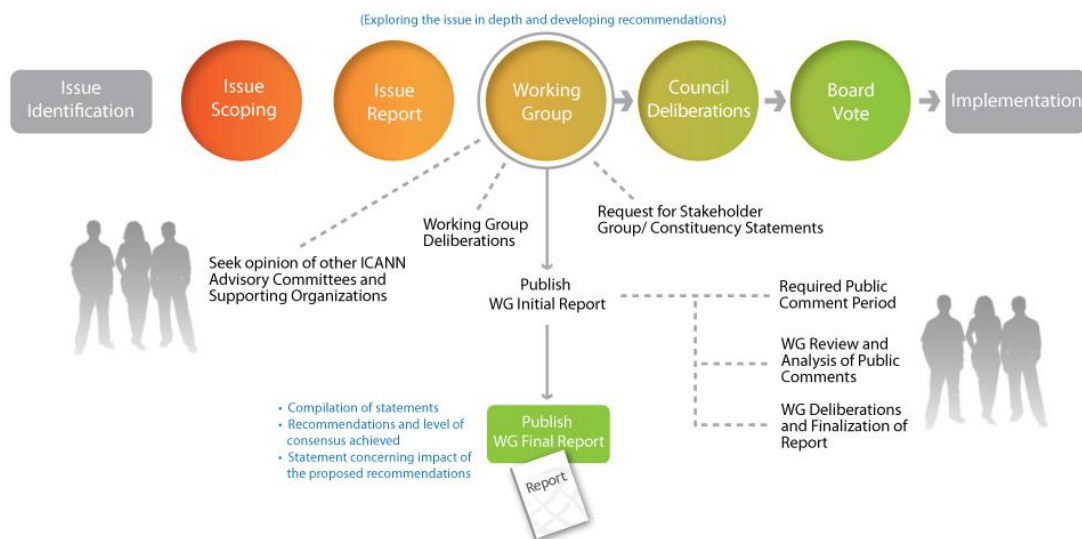 (Exploring the issue in depth and developing recommendations)
Issue
Identification
Issue
Scoping
Issue
Report
Working
Group
Council
Deliberations
Board
Vote
Implementation
Seek opinion of other ICANN
Advisory Committees and
Supporting Organizations
Working Group
Deliberations
Request for Stakeholder
Group/ Constituency Statements
Publish
WG Initial Report
Required Public
Comment Period
WG Review and
Analysis of Public
Comments
WG Deliberations
and Finalization of
Report
• Compilation of statements
• Recommendations and level of
consensus achieved
• Statement concerning impact of
the proposed recommendations
Publish
WG Final Report
Report